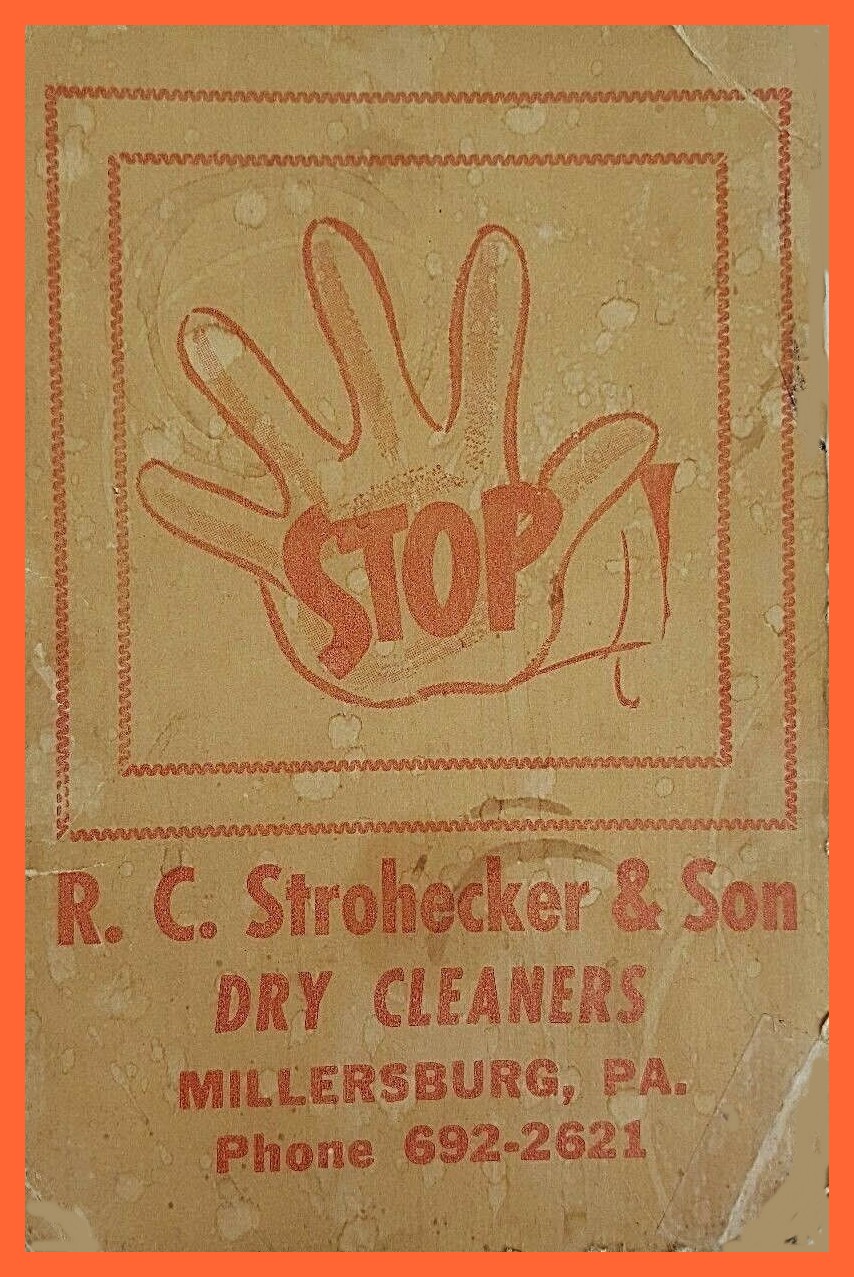 STOP
R. C. Strohecker & Son
DRY CLEANERS
MILLERSBURG, PA.
Phone 692-2621